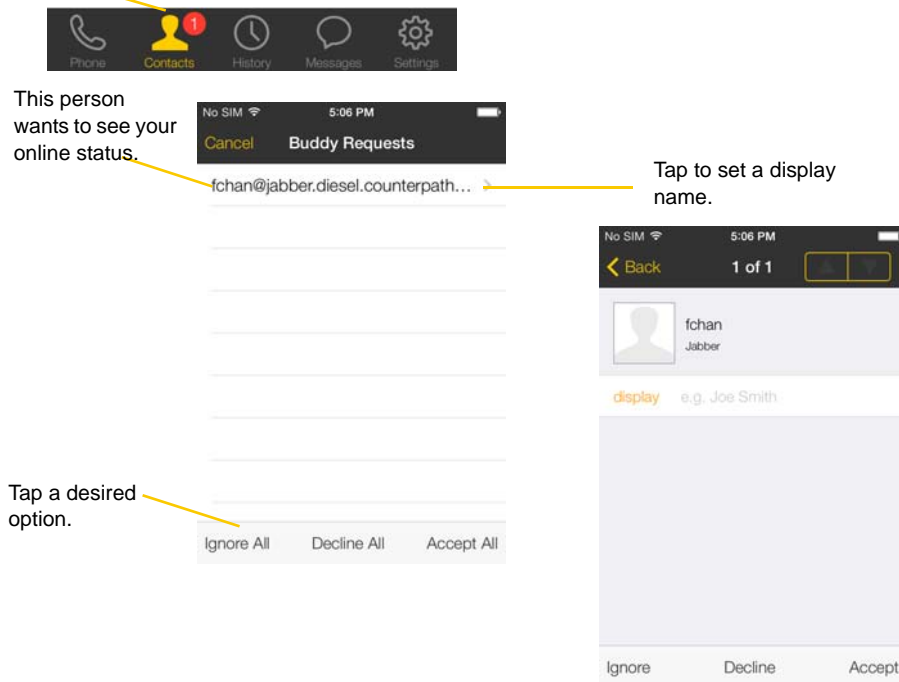 1
Phone Contacts History Messages Settings
This person
wants to see your
online status.
No SIM 5:06 PM
Cancel Buddy Requests
fchan@jabber.diesel.counterpath...
Tap to set a display
name.
No SIM 5:06 PM
Back 1 of 1
fchan
Jabber
display e.g. Joe Smith
Tap a desired
option.
Ignore All Decline All Accept All
Ignore Decline Accept